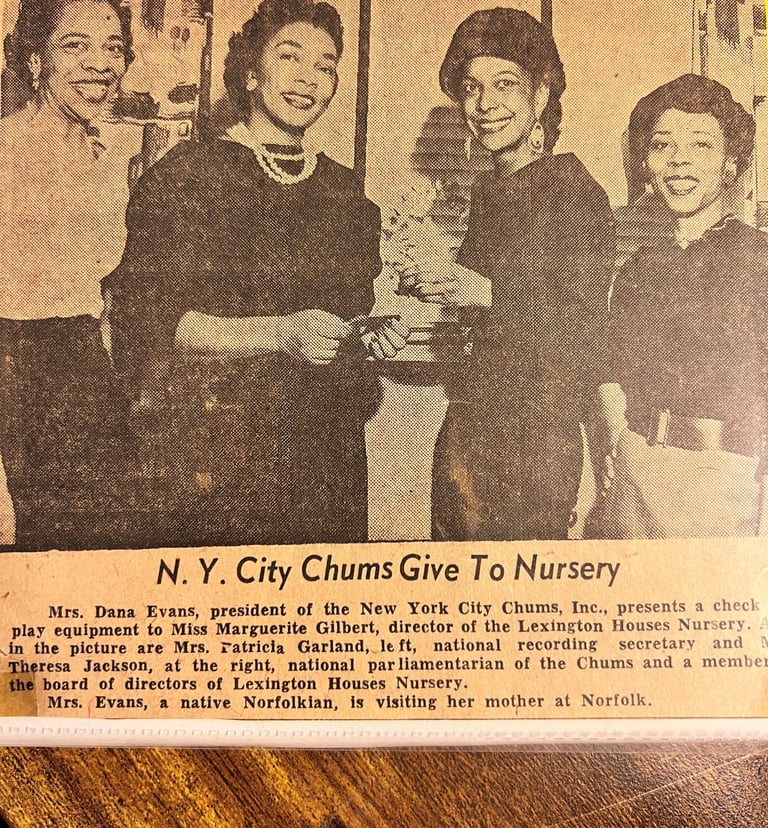 N. Y. City Chums Give To Nursery
Mrs. Dana Evans, president of the New York City Chums, Inc., presents a check
play equipment to Miss Marguerite Gilbert, director of the Lexington Houses Nursery. A
in the picture are Mrs. Patricia Garland, left, national recording secretary and M
Theresa Jackson, at the right, national parliamentarian of the Chums and a member
the board of directors of Lexington Houses Nursery.
Mrs. Evans, a native Norfolkian, is visiting her mother at Norfolk.